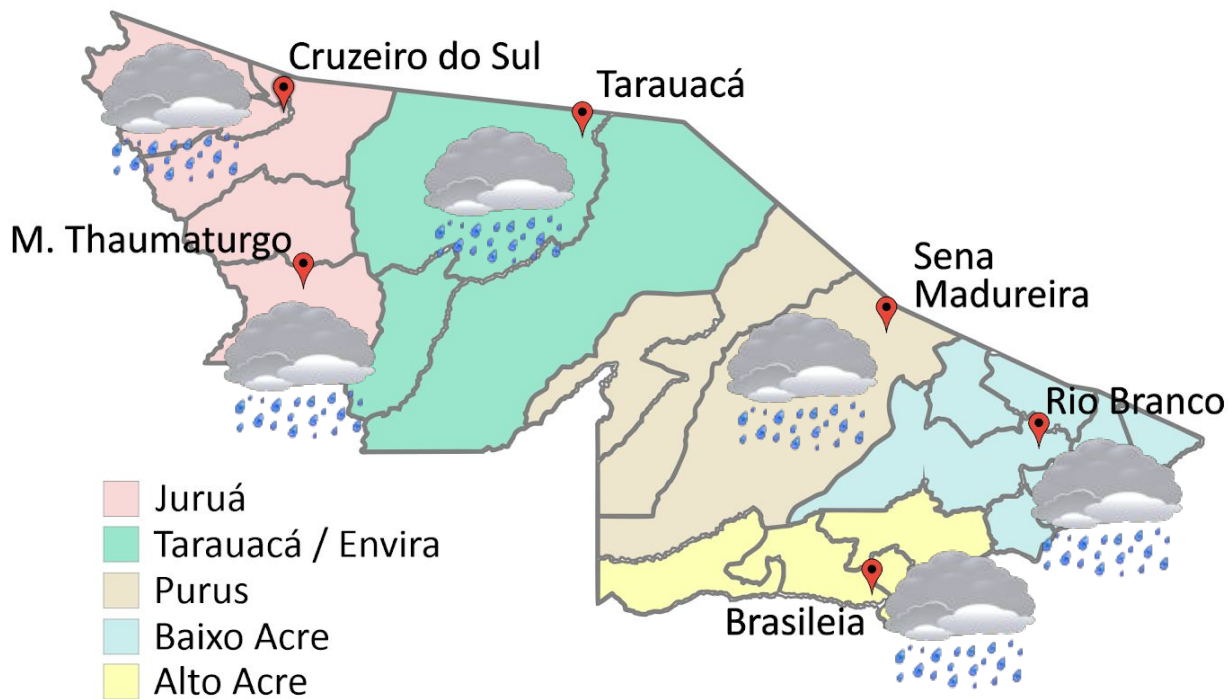 Cruzeiro do Sul
Tarauacá
M. Thaumaturgo
Sena
Madureira
Rio Branco
Brasileia
Juruá
Tarauacá / Envira
Purus
Baixo Acre
Alto Acre